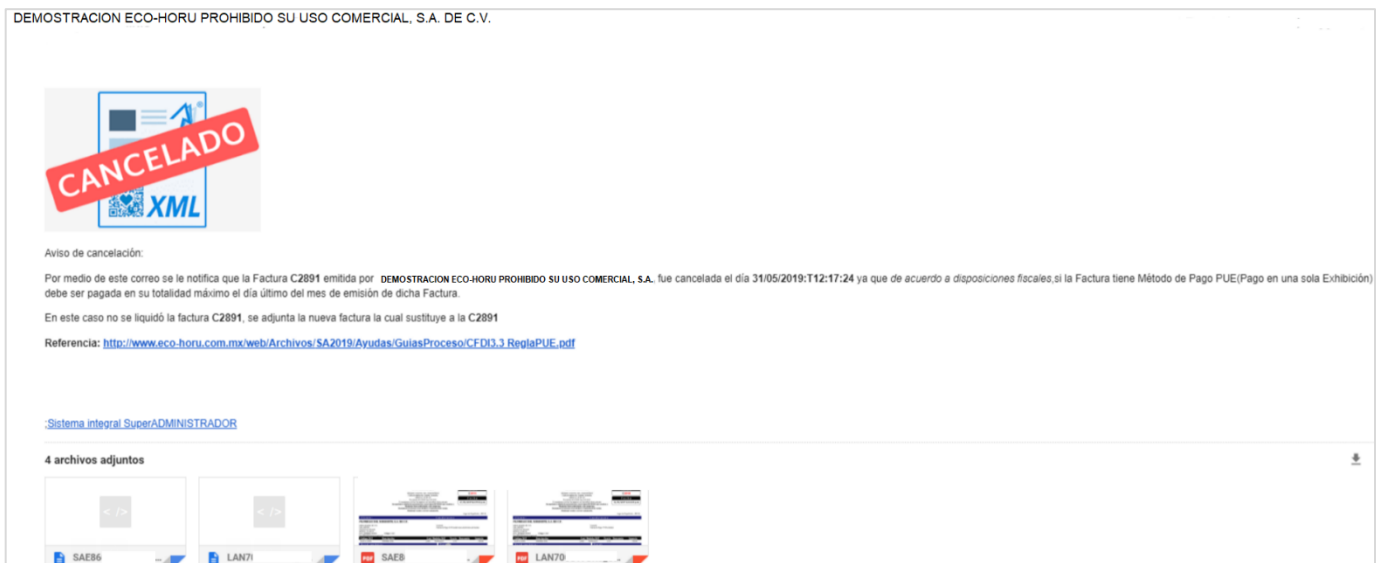 DEMOSTRACION ECO-HORU PROHIBIDO SU USO COMERCIAL, S.A. DE C.V.
CANCELADO
XML
Aviso de cancelación:
Por medio de este correo se le notifica que la Factura C2891 emitida por DEMOSTRACION ECO-HORU PROHIBIDO SU USO COMERCIAL, S.A. fue cancelada el día 31/05/2019:T12:17:24 ya que de acuerdo a disposiciones fiscales,si la Factura tiene Método de Pago PUE(Pago en una sola Exhibición)
debe ser pagada en su totalidad máximo el día último del mes de emisión de dicha Factura.
En este caso no se liquidó la factura C2891, se adjunta la nueva factura la cual sustituye a la C2891
Referencia: http://www.eco-horu.com.mx/web/Archivos/SA2019/Ayudas/GuiasProceso/CFDI3.3 ReglaPUE.pdf
;Sistema integral SuperADMINISTRADOR
4 archivos adjuntos
SAE86 ... LAN7 PDF SAE8 PDF LAN70